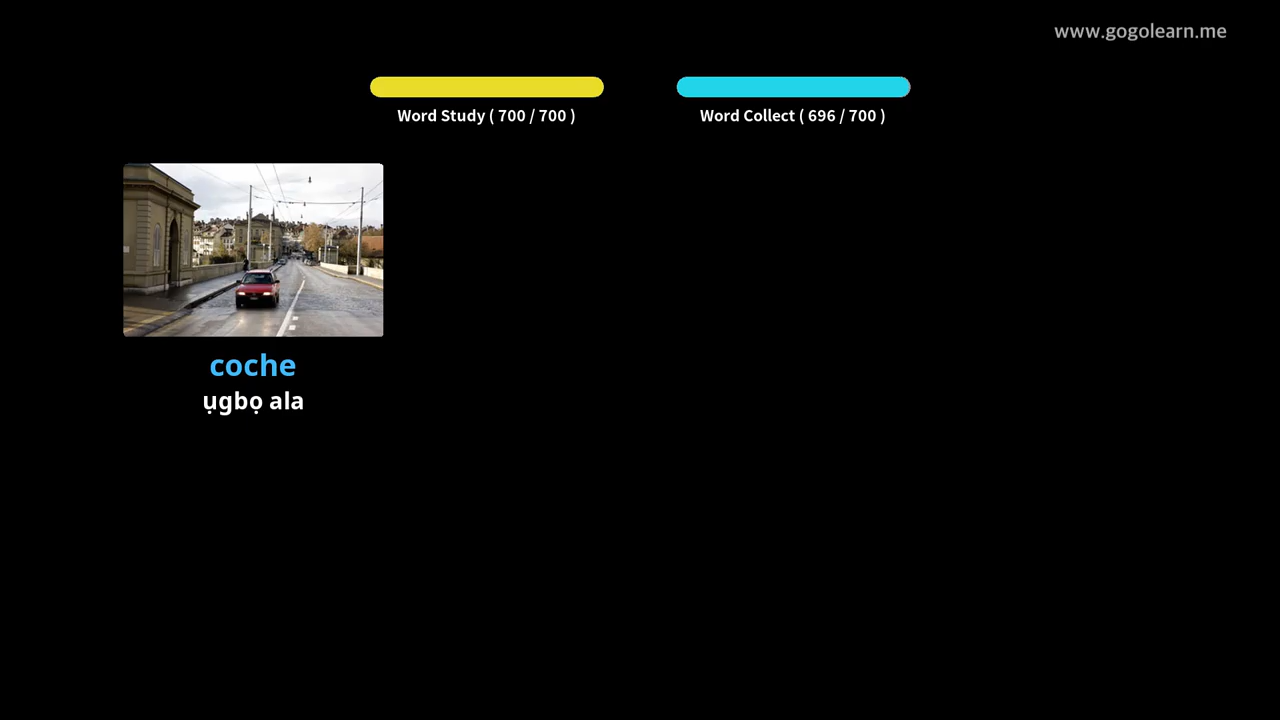 www.gogolearn.me
Word Study ( 700 / 700 )
Word Collect ( 696 / 700 )
coche
ụgbọ ala